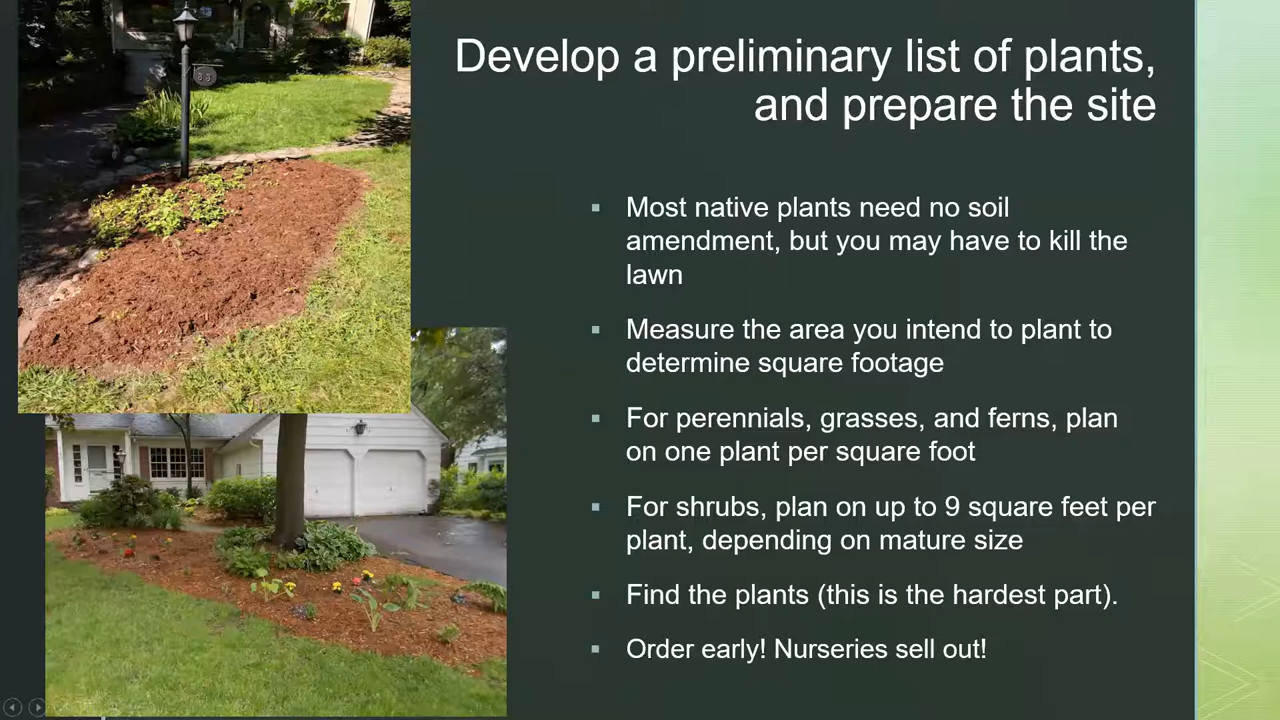 Develop a preliminary list of plants,
and prepare the site
Most native plants need no soil
amendment, but you may have to kill the
lawn
Measure the area you intend to plant to
determine square footage
For perennials, grasses, and ferns, plan
on one plant per square foot
For shrubs, plan on up to 9 square feet per
plant, depending on mature size
Find the plants (this is the hardest part).
Order early! Nurseries sell out!